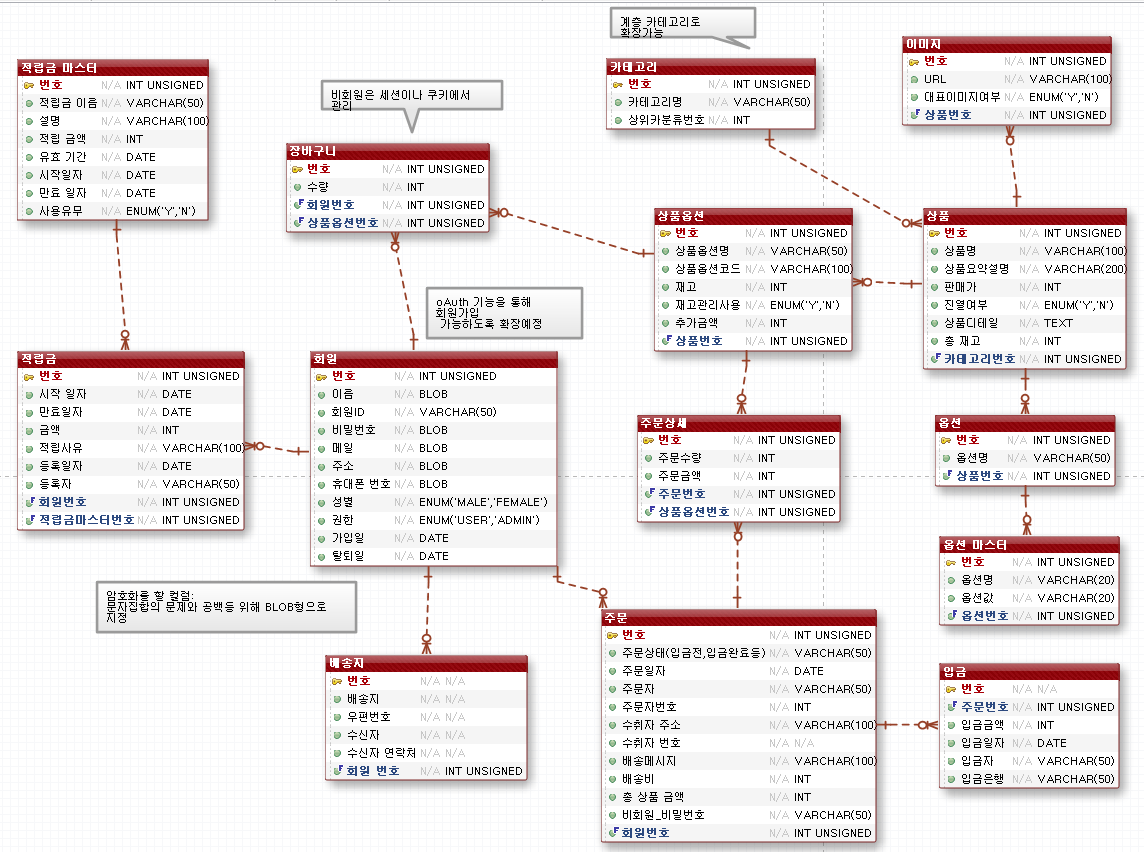 계층 카테고리로
확장가능
비회원은 세션이나 쿠키에서
관리
oAuth 기능을 통해
회원가입
가능하도록 확장예정
암호화를 할 컬럼:
문자집합의 문제와 공백등 위해 BLOB형으로
지정
적립금 마스터
번호 N/A INT UNSIGNED
적립금 이름 N/A VARCHAR(50)
설명 N/A VARCHAR(100)
적립 금액 N/A INT
유효 기간 N/A DATE
시작일자 N/A DATE
만료 일자 N/A DATE
사용유무 N/A ENUM('Y','N')
장바구니
번호 N/A INT UNSIGNED
수량 N/A INT
회원번호 N/A INT UNSIGNED
상품옵션번호 N/A INT UNSIGNED
카테고리
번호 N/A INT UNSIGNED
카테고리명 N/A VARCHAR(50)
상위카분류번호 N/A INT
이미지
번호 N/A INT UNSIGNED
URL N/A VARCHAR(100)
대표이미지여부 N/A ENUM('Y','N')
상품번호 N/A INT UNSIGNED
상품옵션
번호 N/A INT UNSIGNED
상품옵션명 N/A VARCHAR(50)
상품옵션코드 N/A VARCHAR(100)
재고 N/A INT
재고관리사용 N/A ENUM('Y','N')
추가금액 N/A INT
상품번호 N/A INT UNSIGNED
상품
번호 N/A INT UNSIGNED
상품명 N/A VARCHAR(100)
상품요약설명 N/A VARCHAR(200)
판매가 N/A INT
진열여부 N/A ENUM('Y','N')
상품디테일 N/A TEXT
총 재고 N/A INT
카테고리번호 N/A INT UNSIGNED
적립금
번호 N/A INT UNSIGNED
시작 일자 N/A DATE
만료일자 N/A DATE
금액 N/A INT
적립사유 N/A VARCHAR(100)
등록일자 N/A DATE
등록자 N/A VARCHAR(50)
회원번호 N/A INT UNSIGNED
적립금마스터번호 N/A INT UNSIGNED
회원
번호 N/A INT UNSIGNED
이름 N/A BLOB
회원ID N/A VARCHAR(50)
비밀번호 N/A BLOB
메일 N/A BLOB
주소 N/A BLOB
휴대폰 번호 N/A BLOB
성별 N/A ENUM('MALE','FEMALE')
권한 N/A ENUM('USER','ADMIN')
가입일 N/A DATE
탈퇴일 N/A DATE
주문상세
번호 N/A INT UNSIGNED
주문수량 N/A INT
주문금액 N/A INT
주문번호 N/A INT UNSIGNED
상품옵션번호 N/A INT UNSIGNED
옵션
번호 N/A INT UNSIGNED
옵션명 N/A VARCHAR(50)
상품번호 N/A INT UNSIGNED
옵션 마스터
번호 N/A INT UNSIGNED
옵션명 N/A VARCHAR(20)
옵션값 N/A VARCHAR(20)
옵션번호 N/A INT UNSIGNED
배송지
번호 N/A N/A
배송지 N/A N/A
우편번호 N/A N/A
수신자 N/A N/A
수신자 연락처 N/A N/A
회원 번호 N/A INT UNSIGNED
주문
번호 N/A INT UNSIGNED
주문상태(입금전,입금완료등) N/A VARCHAR(50)
주문일자 N/A DATE
주문자 N/A VARCHAR(50)
주문자번호 N/A INT
수취자 주소 N/A VARCHAR(100)
수취자 번호 N/A N/A
배송메시지 N/A VARCHAR(100)
배송비 N/A INT
총 상품 금액 N/A INT
비회원_비밀번호 N/A VARCHAR(50)
회원번호 N/A INT UNSIGNED
입금
번호 N/A N/A
주문번호 N/A INT UNSIGNED
입금금액 N/A INT
입금일자 N/A DATE
입금자 N/A VARCHAR(50)
입금은행 N/A VARCHAR(50)